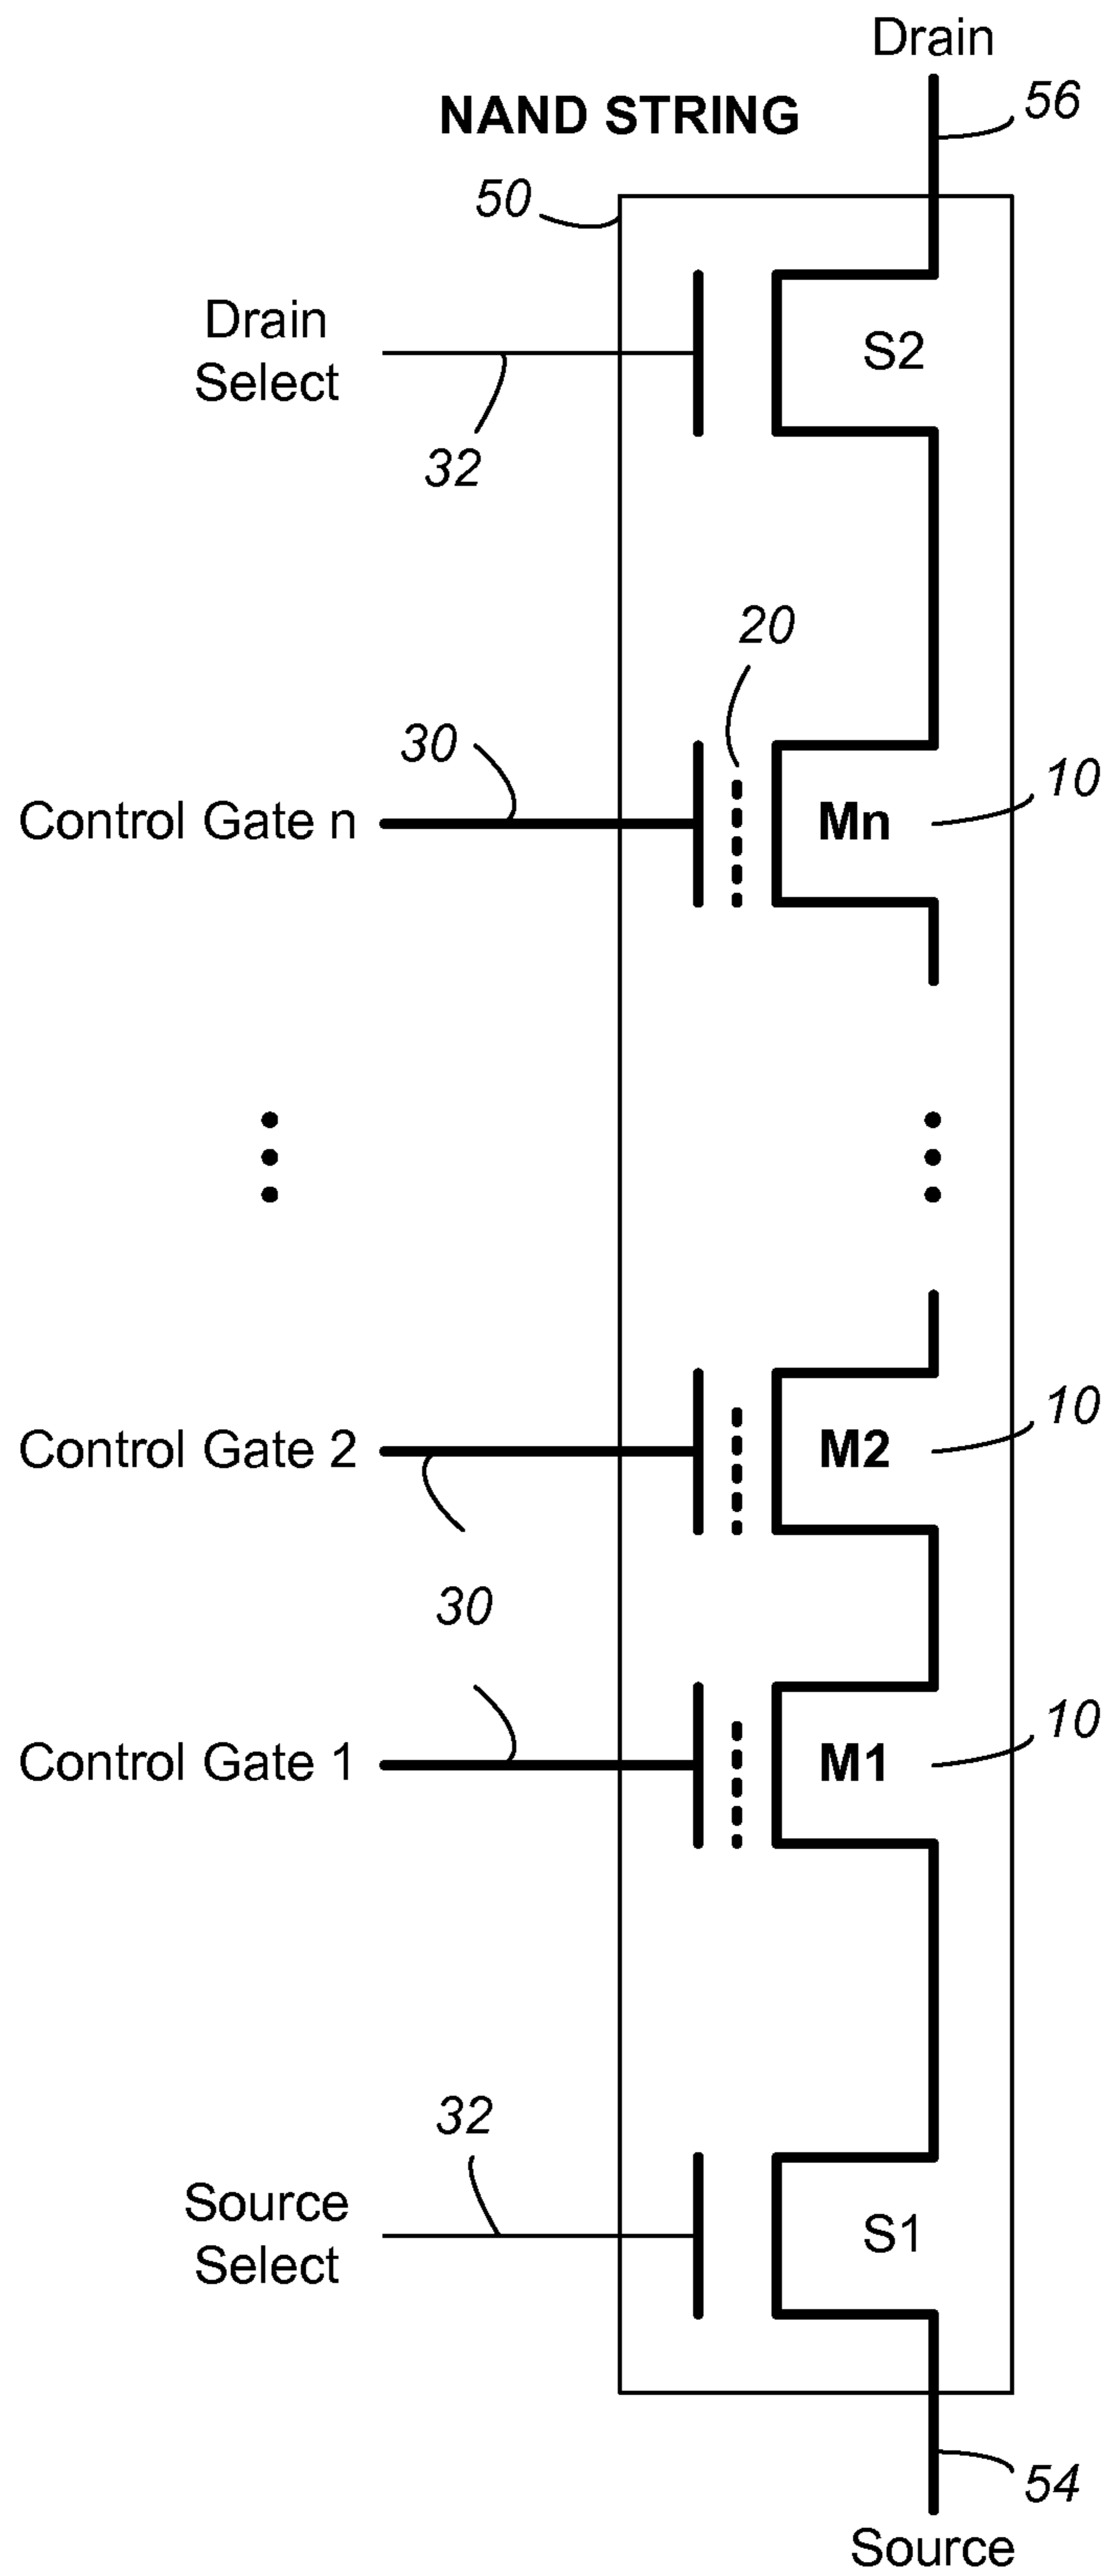 Drain
56
NAND STRING
50
Drain
Select
S2
32
20
30
10
Control Gate n
Mn
10
Control Gate 2
M2
30
10
Control Gate 1
M1
32
Source
Select
S1
54
Source